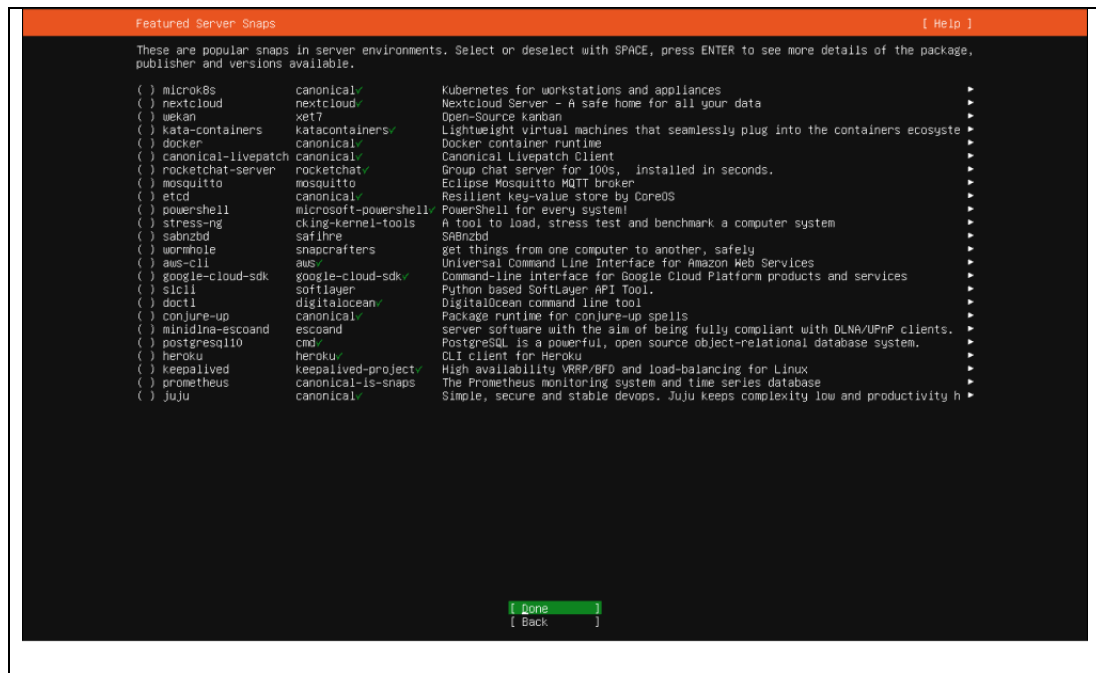 Featured Server Snaps [ Help ]
These are popular snaps in server environments. Select or deselect with SPACE, press ENTER to see more details of the package,
publisher and versions available.
( ) microk8s canonical✓ Kubernetes for workstations and appliances ►
( ) nextcloud nextcloud✓ Nextcloud Server - A safe home for all your data ►
( ) wekan xet7 Open-Source kanban ►
( ) kata-containers katacontainers✓ Lightweight virtual machines that seamlessly plug into the containers ecosyste ►
( ) docker canonical✓ Docker container runtime ►
( ) canonical-livepatch canonical✓ Canonical Livepatch Client ►
( ) rocketchat-server rocketchat✓ Group chat server for 100s, installed in seconds. ►
( ) mosquitto mosquitto Eclipse Mosquitto MQTT broker ►
( ) etcd canonical✓ Resilient key-value store by CoreOS ►
( ) powershell microsoft-powershell✓ PowerShell for every system! ►
( ) stress-ng cking-kernel-tools A tool to load, stress test and benchmark a computer system ►
( ) sabnzbd safihre SABnzbd ►
( ) wormhole snapcrafters get things from one computer to another, safely ►
( ) aws-cli aws✓ Universal Command Line Interface for Amazon Web Services ►
( ) google-cloud-sdk google-cloud-sdk✓ Command-line interface for Google Cloud Platform products and services ►
( ) slcli softlayer Python based SoftLayer API Tool. ►
( ) doctl digitalocean✓ DigitalOcean command line tool ►
( ) conjure-up canonical✓ Package runtime for conjure-up spells ►
( ) minidlna-escoand escoand server software with the aim of being fully compliant with DLNA/UPnP clients. ►
( ) postgresql10 cmd✓ PostgreSQL is a powerful, open source object-relational database system. ►
( ) heroku heroku✓ CLI client for Heroku ►
( ) keepalived keepalived-project✓ High availability VRRP/BFD and load-balancing for Linux ►
( ) prometheus canonical-is-snaps The Prometheus monitoring system and time series database ►
( ) juju canonical✓ Simple, secure and stable devops. Juju keeps complexity low and productivity h ►
[ Done ]
[ Back ]